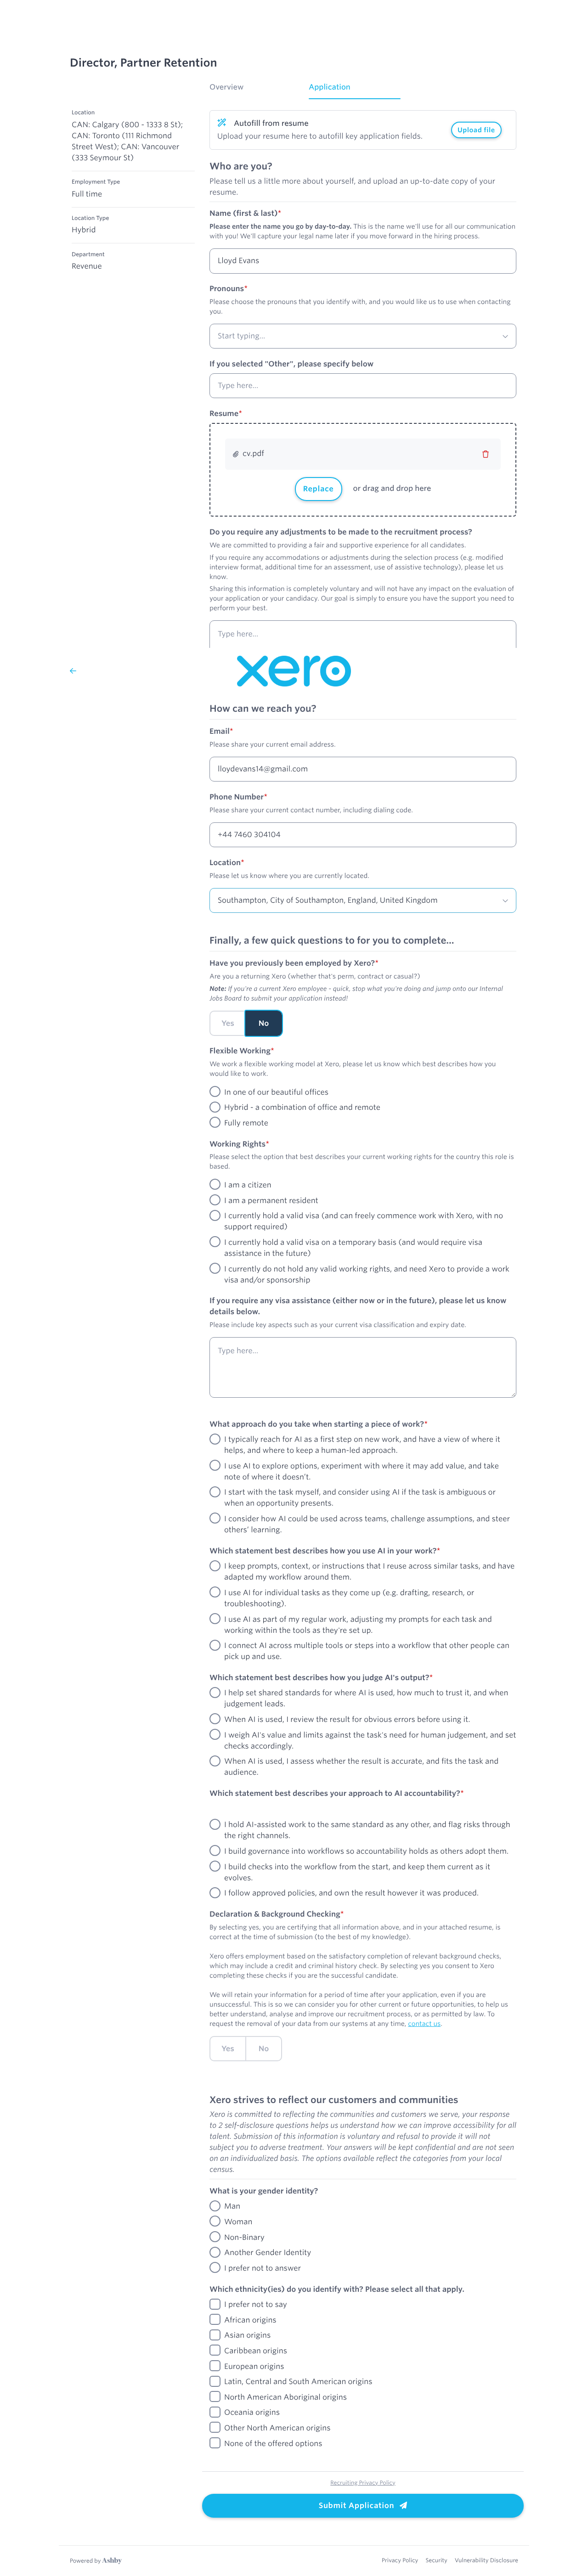 Director, Partner Retention
Overview
Application
Location
CAN: Calgary (800 - 1333 8 St);
CAN: Toronto (111 Richmond
Street West); CAN: Vancouver
(333 Seymour St)
Employment Type
Full time
Location Type
Hybrid
Department
Revenue
Autofill from resume
Upload your resume here to autofill key application fields.
Upload file
Who are you?
Please tell us a little more about yourself, and upload an up-to-date copy of your
resume.
Name (first & last)*
Please enter the name you go by day-to-day. This is the name we'll use for all our communication
with you! We'll capture your legal name later if you move forward in the hiring process.
Lloyd Evans
Pronouns*
Please choose the pronouns that you identify with, and you would like us to use when contacting
you.
Start typing...
If you selected "Other", please specify below
Type here...
Resume*
cv.pdf
Replace
or drag and drop here
Do you require any adjustments to be made to the recruitment process?
We are committed to providing a fair and supportive experience for all candidates.
If you require any accommodations or adjustments during the selection process (e.g. modified
interview format, additional time for an assessment, use of assistive technology), please let us
know.
Sharing this information is completely voluntary and will not have any impact on the evaluation of
your application or your candidacy. Our goal is simply to ensure you have the support you need to
perform your best.
Type here...
xero
How can we reach you?
Email*
Please share your current email address.
lloydevans14@gmail.com
Phone Number*
Please share your current contact number, including dialing code.
+44 7460 304104
Location*
Please let us know where you are currently located.
Southampton, City of Southampton, England, United Kingdom
Finally, a few quick questions to for you to complete...
Have you previously been employed by Xero?*
Are you a returning Xero (whether that's perm, contract or casual?)
Note: If you're a current Xero employee - quick, stop what you're doing and jump onto our Internal
Jobs Board to submit your application instead!
Yes
No
Flexible Working*
We work a flexible working model at Xero, please let us know which best describes how you
would like to work.
In one of our beautiful offices
Hybrid - a combination of office and remote
Fully remote
Working Rights*
Please select the option that best describes your current working rights for the country this role is
based.
I am a citizen
I am a permanent resident
I currently hold a valid visa (and can freely commence work with Xero, with no
support required)
I currently hold a valid visa on a temporary basis (and would require visa
assistance in the future)
I currently do not hold any valid working rights, and need Xero to provide a work
visa and/or sponsorship
If you require any visa assistance (either now or in the future), please let us know
details below.
Please include key aspects such as your current visa classification and expiry date.
Type here...
What approach do you take when starting a piece of work?*
I typically reach for AI as a first step on new work, and have a view of where it
helps, and where to keep a human-led approach.
I use AI to explore options, experiment with where it may add value, and take
note of where it doesn't.
I start with the task myself, and consider using AI if the task is ambiguous or
when an opportunity presents.
I consider how AI could be used across teams, challenge assumptions, and steer
others' learning.
Which statement best describes how you use AI in your work?*
I keep prompts, context, or instructions that I reuse across similar tasks, and have
adapted my workflow around them.
I use AI for individual tasks as they come up (e.g. drafting, research, or
troubleshooting).
I use AI as part of my regular work, adjusting my prompts for each task and
working within the tools as they're set up.
I connect AI across multiple tools or steps into a workflow that other people can
pick up and use.
Which statement best describes how you judge AI's output?*
I help set shared standards for where AI is used, how much to trust it, and when
judgement leads.
When AI is used, I review the result for obvious errors before using it.
I weigh AI's value and limits against the task's need for human judgement, and set
checks accordingly.
When AI is used, I assess whether the result is accurate, and fits the task and
audience.
Which statement best describes your approach to AI accountability?*
I hold AI-assisted work to the same standard as any other, and flag risks through
the right channels.
I build governance into workflows so accountability holds as others adopt them.
I build checks into the workflow from the start, and keep them current as it
evolves.
I follow approved policies, and own the result however it was produced.
Declaration & Background Checking*
By selecting yes, you are certifying that all information above, and in your attached resume, is
correct at the time of submission (to the best of my knowledge).
Xero offers employment based on the satisfactory completion of relevant background checks,
which may include a credit and criminal history check. By selecting yes you consent to Xero
completing these checks if you are the successful candidate.
We will retain your information for a period of time after your application, even if you are
unsuccessful. This is so we can consider you for other current or future opportunities, to help us
better understand, analyse and improve our recruitment process, or as permitted by law. To
request the removal of your data from our systems at any time, contact us.
Yes
No
Xero strives to reflect our customers and communities
Xero is committed to reflecting the communities and customers we serve, your response
to 2 self-disclosure questions helps us understand how we can improve accessibility for all
talent. Submission of this information is voluntary and refusal to provide it will not
subject you to adverse treatment. Your answers will be kept confidential and are not seen
on an individualized basis. The options available reflect the categories from your local
census.
What is your gender identity?
Man
Woman
Non-Binary
Another Gender Identity
I prefer not to answer
Which ethnicity(ies) do you identify with? Please select all that apply.
I prefer not to say
African origins
Asian origins
Caribbean origins
European origins
Latin, Central and South American origins
North American Aboriginal origins
Oceania origins
Other North American origins
None of the offered options
Recruiting Privacy Policy
Submit Application
Powered by Ashby
Privacy Policy
Security
Vulnerability Disclosure